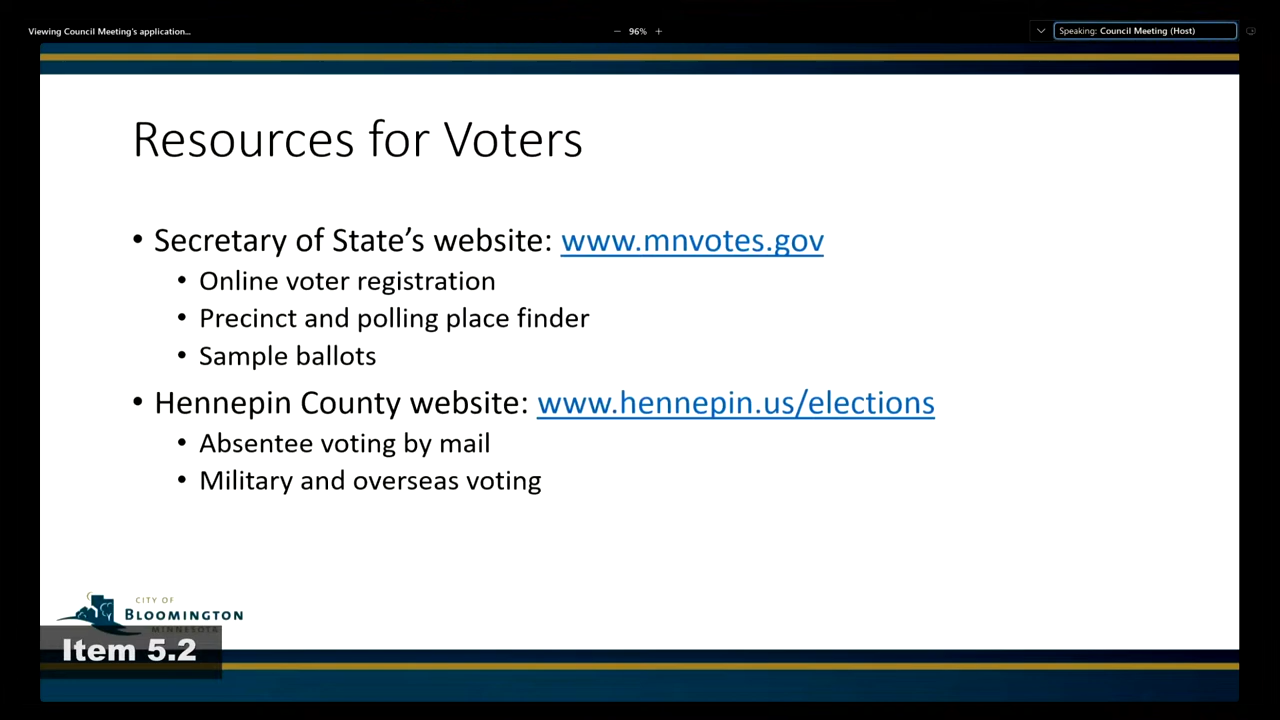 Viewing Council Meeting's application...
− 96% +
Speaking: Council Meeting (Host)
Resources for Voters
• Secretary of State’s website: www.mnvotes.gov
• Online voter registration
• Precinct and polling place finder
• Sample ballots
• Hennepin County website: www.hennepin.us/elections
• Absentee voting by mail
• Military and overseas voting
CITY OF
BLOOMINGTON
MINNESOTA
Item 5.2